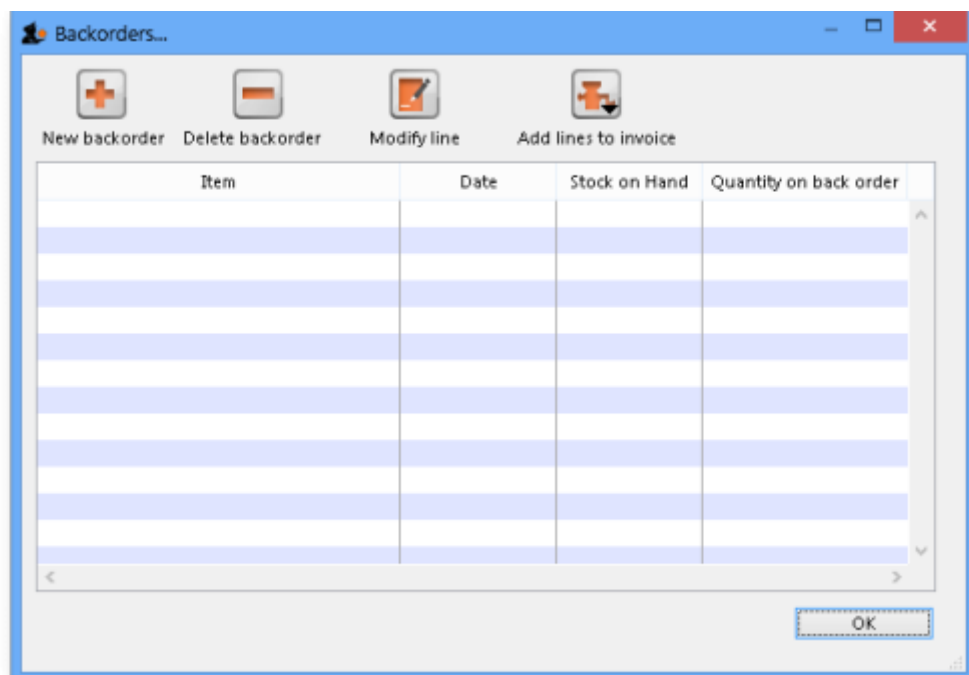 Backorders...
New backorder Delete backorder Modify line Add lines to invoice
Item Date Stock on Hand Quantity on back order
OK